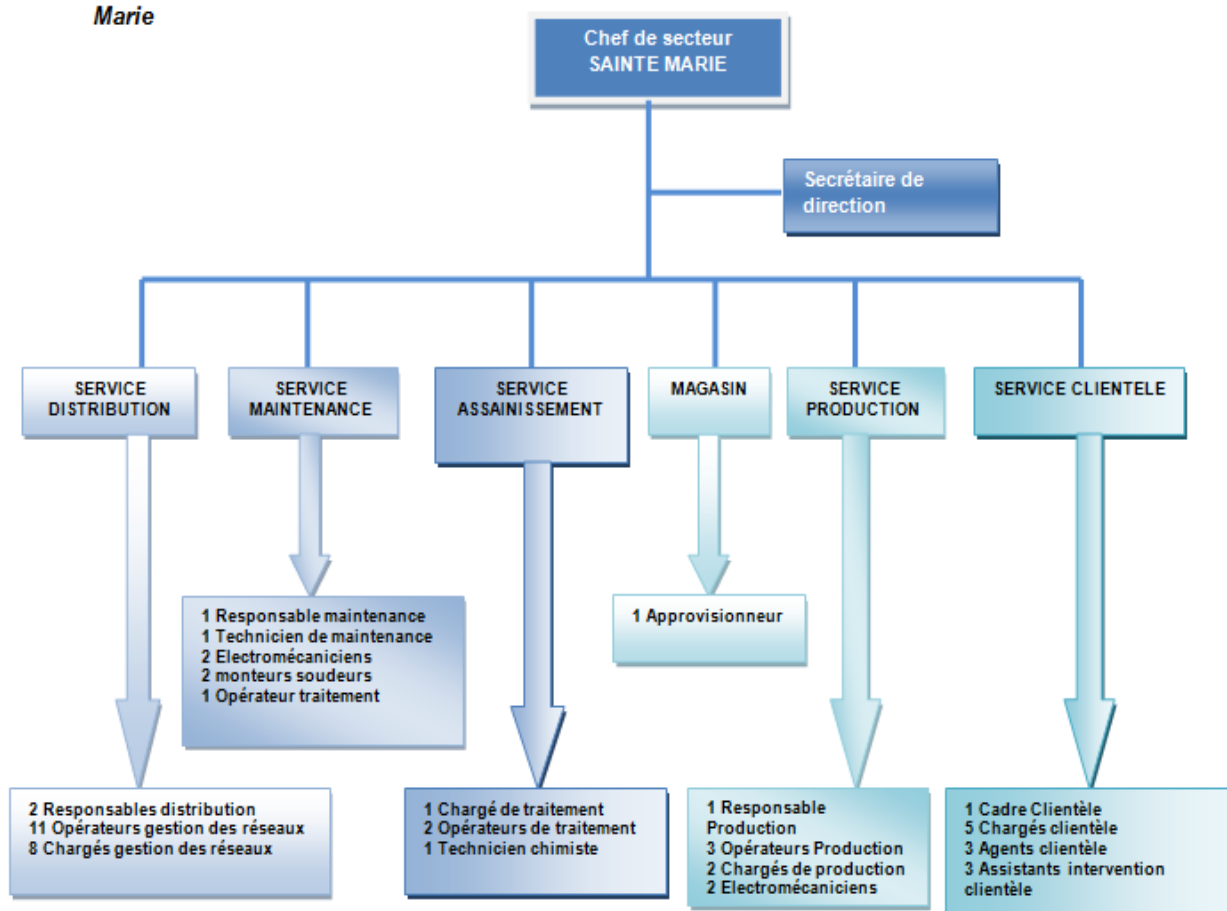 Marie
Chef de secteur
SAINTE MARIE
Secrétaire de
direction
SERVICE
DISTRIBUTION
SERVICE
MAINTENANCE
SERVICE
ASSAINISSEMENT
MAGASIN
SERVICE
PRODUCTION
SERVICE CLIENTELE
1 Responsable maintenance
1 Technicien de maintenance
2 Electromécaniciens
2 monteurs soudeurs
1 Opérateur traitement
1 Approvisionneur
2 Responsables distribution
11 Opérateurs gestion des réseaux
8 Chargés gestion des réseaux
1 Chargé de traitement
2 Opérateurs de traitement
1 Technicien chimiste
1 Responsable
Production
3 Opérateurs Production
2 Chargés de production
2 Electromécaniciens
1 Cadre Clientèle
5 Chargés clientèle
3 Agents clientèle
3 Assistants intervention
clientèle